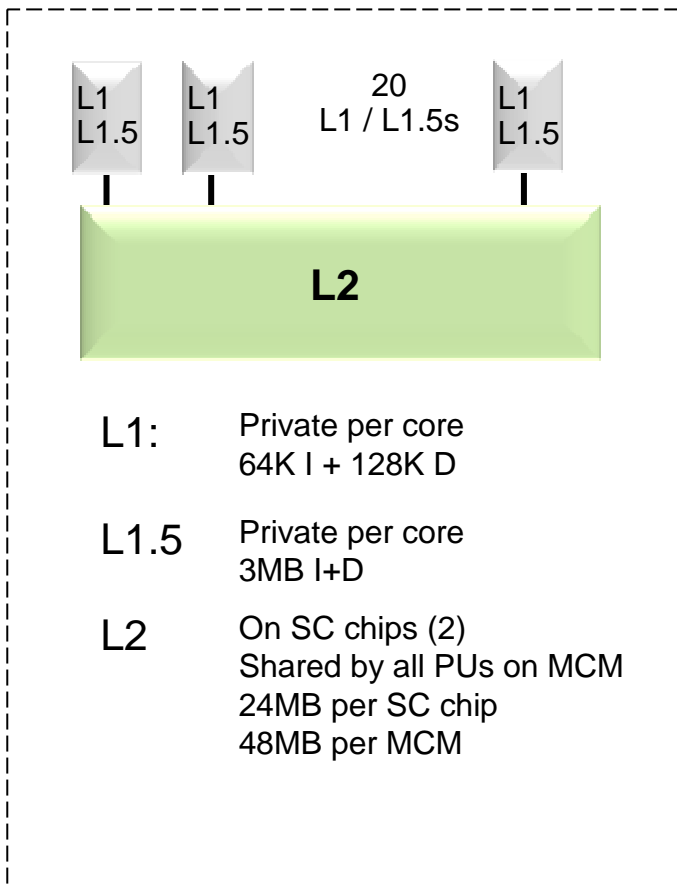 L1
L1.5
L1
L1.5
20
L1 / L1.5s
L1
L1.5
L2
L1:
Private per core
64K I + 128K D
L1.5
Private per core
3MB I+D
L2
On SC chips (2)
Shared by all PUs on MCM
24MB per SC chip
48MB per MCM